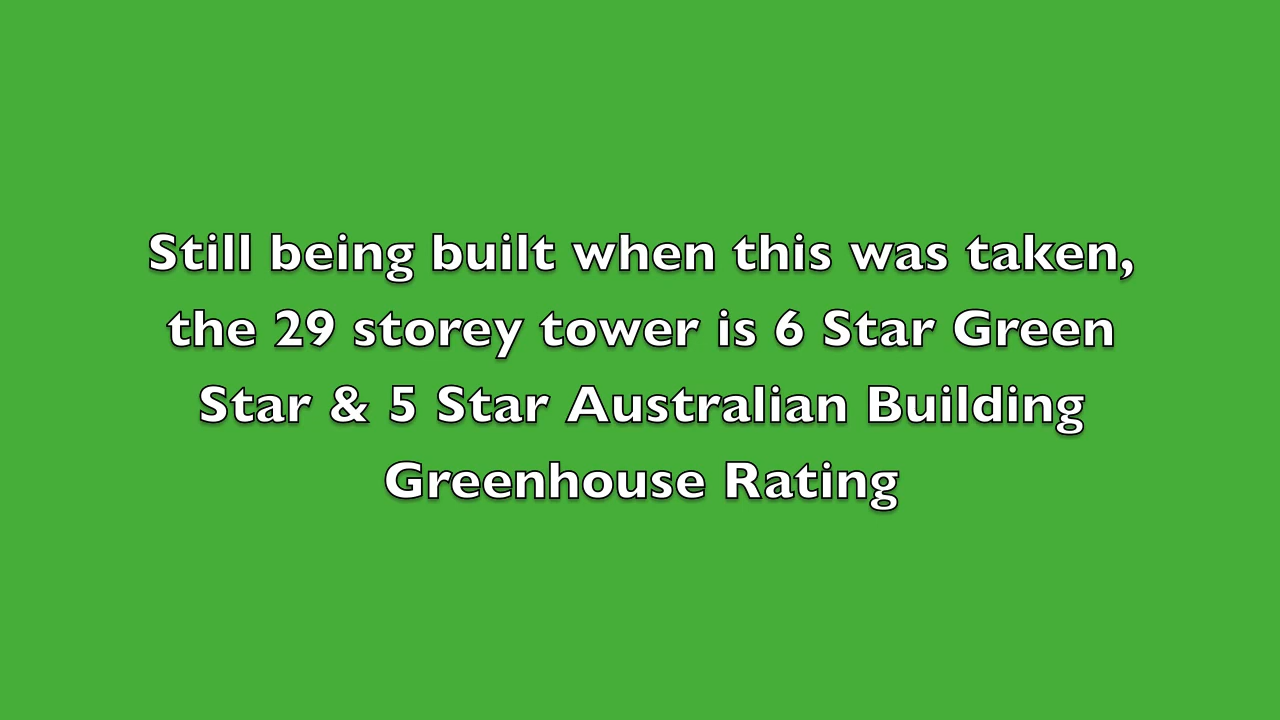 Still being built when this was taken,
the 29 storey tower is 6 Star Green
Star & 5 Star Australian Building
Greenhouse Rating